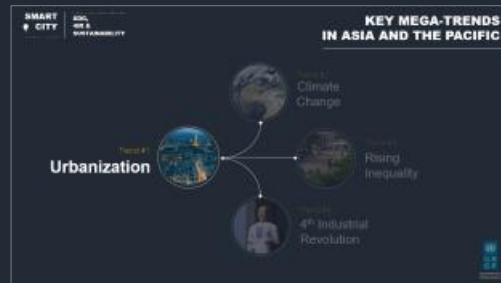 SMART
CITY
SDG,
4IR &
SUSTAINABILITY
KEY MEGA-TRENDS
IN ASIA AND THE PACIFIC
Climate
Change
Trend #1
Urbanization
Rising
Inequality
4th Industrial
Revolution
U N
D P